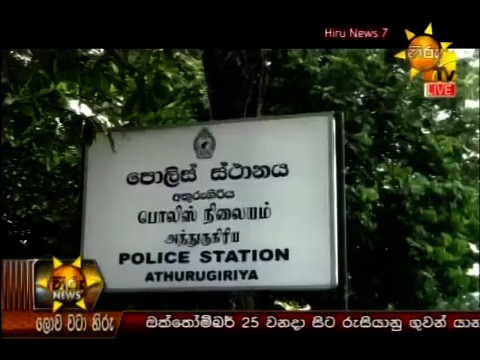 Hiru News 7
හිරු
TV
LIVE
පොලිස් ස්ථානය
අතුරුගිරිය
பொலிஸ் நிலையம்
அத்துருகிரிய
POLICE STATION
ATHURUGIRIYA
හිරු
NEWS
ලොව වටා හිරු
ඔක්තෝම්බර් 25 වනදා සිට රුසියානු ගුවන් යාන